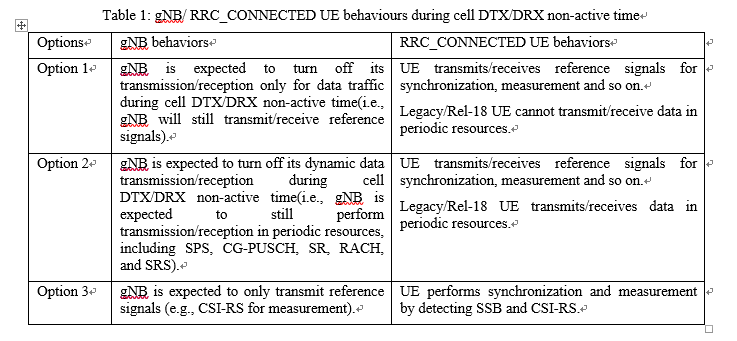 Table 1: gNB/ RRC_CONNECTED UE behaviours during cell DTX/DRX non-active time
Options
gNB behaviors
RRC_CONNECTED UE behaviors
Option 1
gNB is expected to turn off its
transmission/reception only for data traffic
during cell DTX/DRX non-active time(i.e.,
gNB will still transmit/receive reference
signals).
UE transmits/receives reference signals for
synchronization, measurement and so on.
Legacy/Rel-18 UE cannot transmit/receive data in
periodic resources.
Option 2
gNB is expected to turn off its dynamic data
transmission/reception during cell
DTX/DRX non-active time(i.e., gNB is
expected to still perform
transmission/reception in periodic resources,
including SPS, CG-PUSCH, SR, RACH,
and SRS).
UE transmits/receives reference signals for
synchronization, measurement and so on.
Legacy/Rel-18 UE transmits/receives data in
periodic resources.
Option 3
gNB is expected to only transmit reference
signals (e.g., CSI-RS for measurement).
UE performs synchronization and measurement
by detecting SSB and CSI-RS.